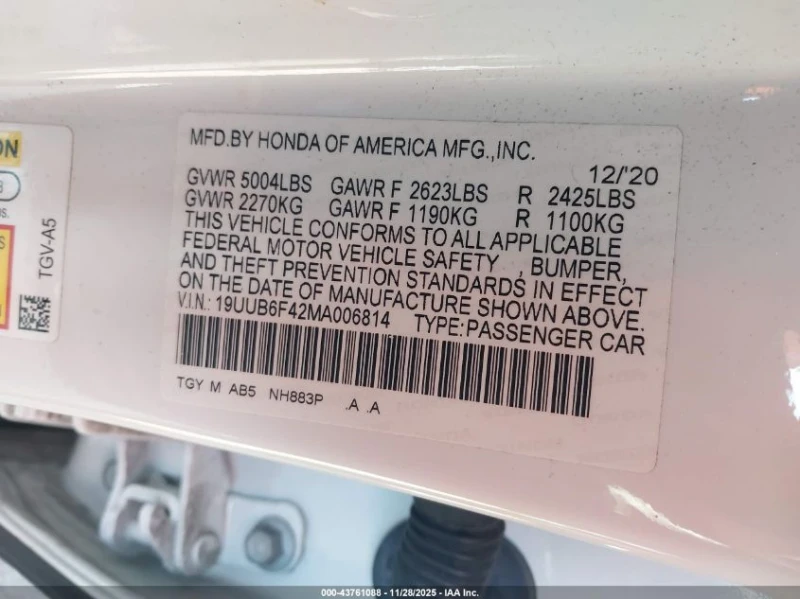 MFD.BY HONDA OF AMERICA MFG.,INC.
12/'20
GVWR 5004LBS GAWR F 2623LBS R 2425LBS
GVWR 2270KG GAWR F 1190KG R 1100KG
THIS VEHICLE CONFORMS TO ALL APPLICABLE
FEDERAL MOTOR VEHICLE SAFETY , BUMPER,
AND THEFT PREVENTION STANDARDS IN EFFECT
ON THE DATE OF MANUFACTURE SHOWN ABOVE.
V.I.N.: 19UUB6F42MA006814 TYPE:PASSENGER CAR
TGY M AB5 NH883P .A .A
TGV-A5
000-43761088 | 11/28/2025 - IAA Inc.